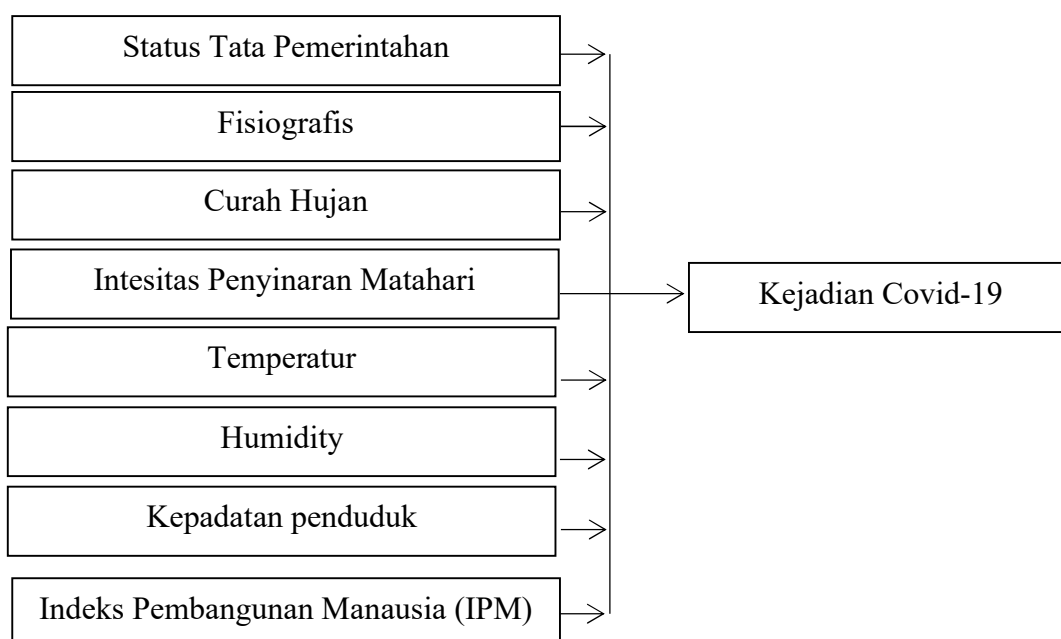 Status Tata Pemerintahan
Fisiografis
Curah Hujan
Intesitas Penyinaran Matahari
Kejadian Covid-19
Temperatur
Humidity
Kepadatan penduduk
Indeks Pembangunan Manausia (IPM)